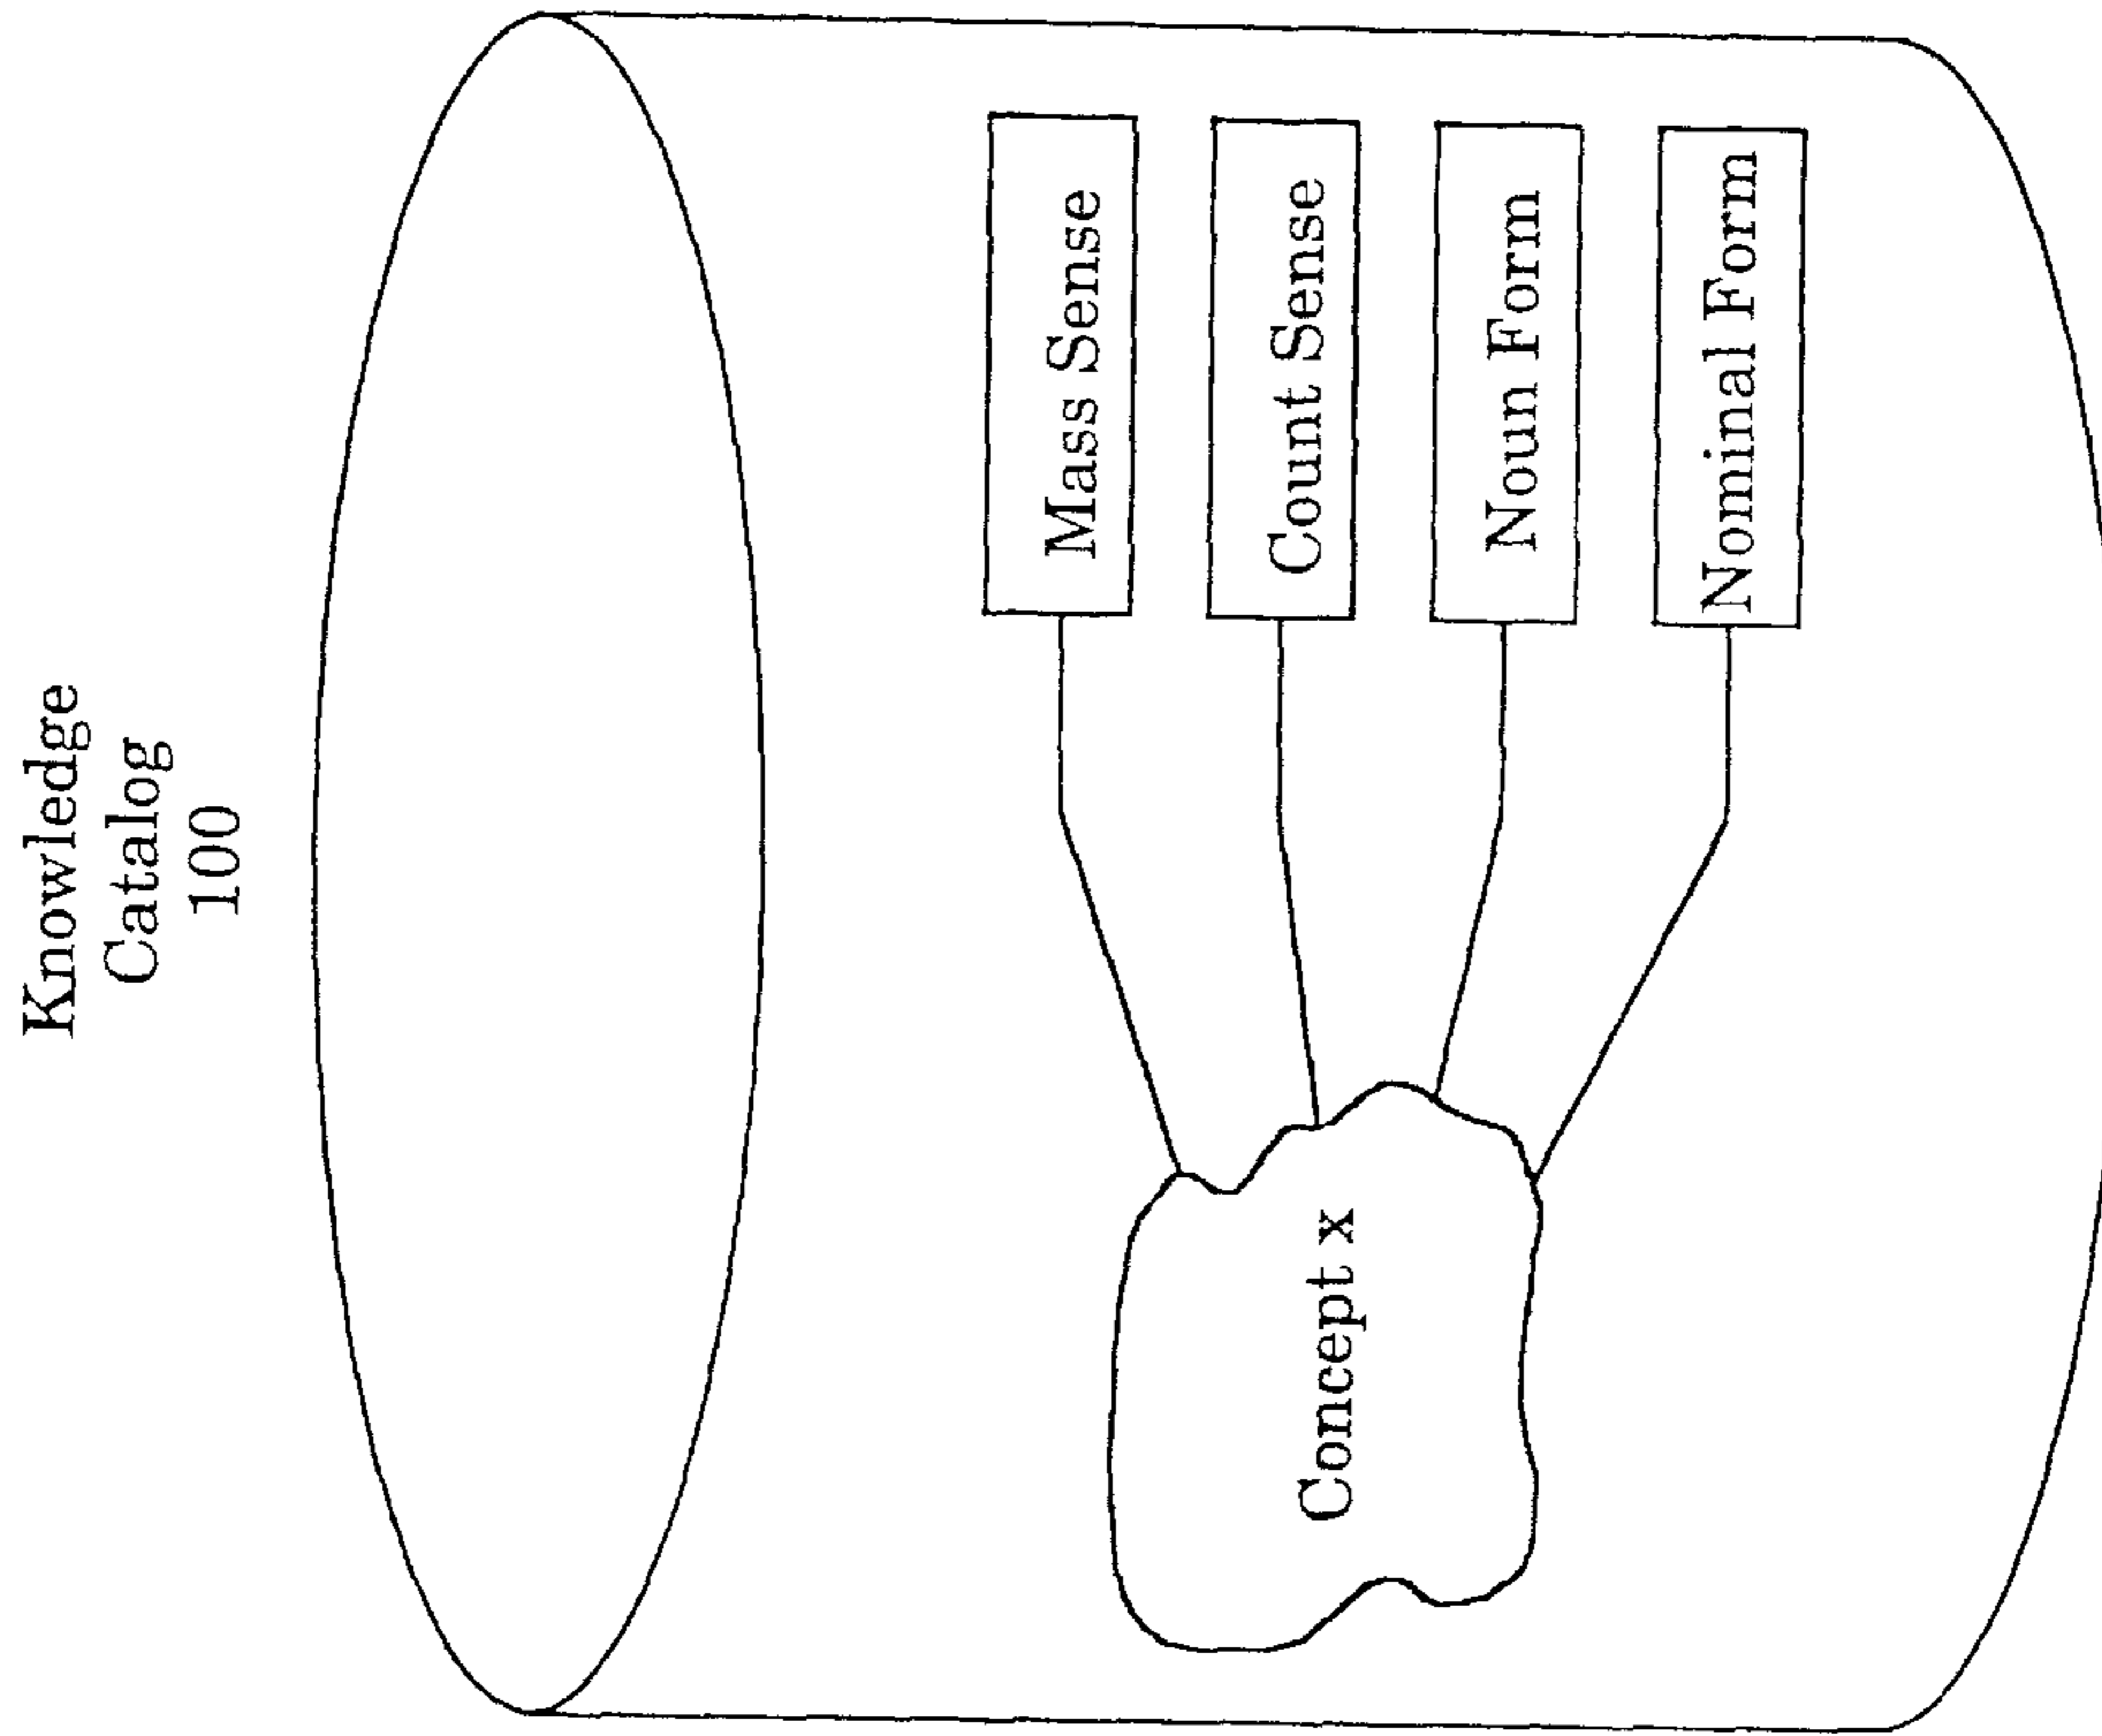 Knowledge
Catalog
100
Mass Sense
Count Sense
Concept x
Noun Form
Nominal Form